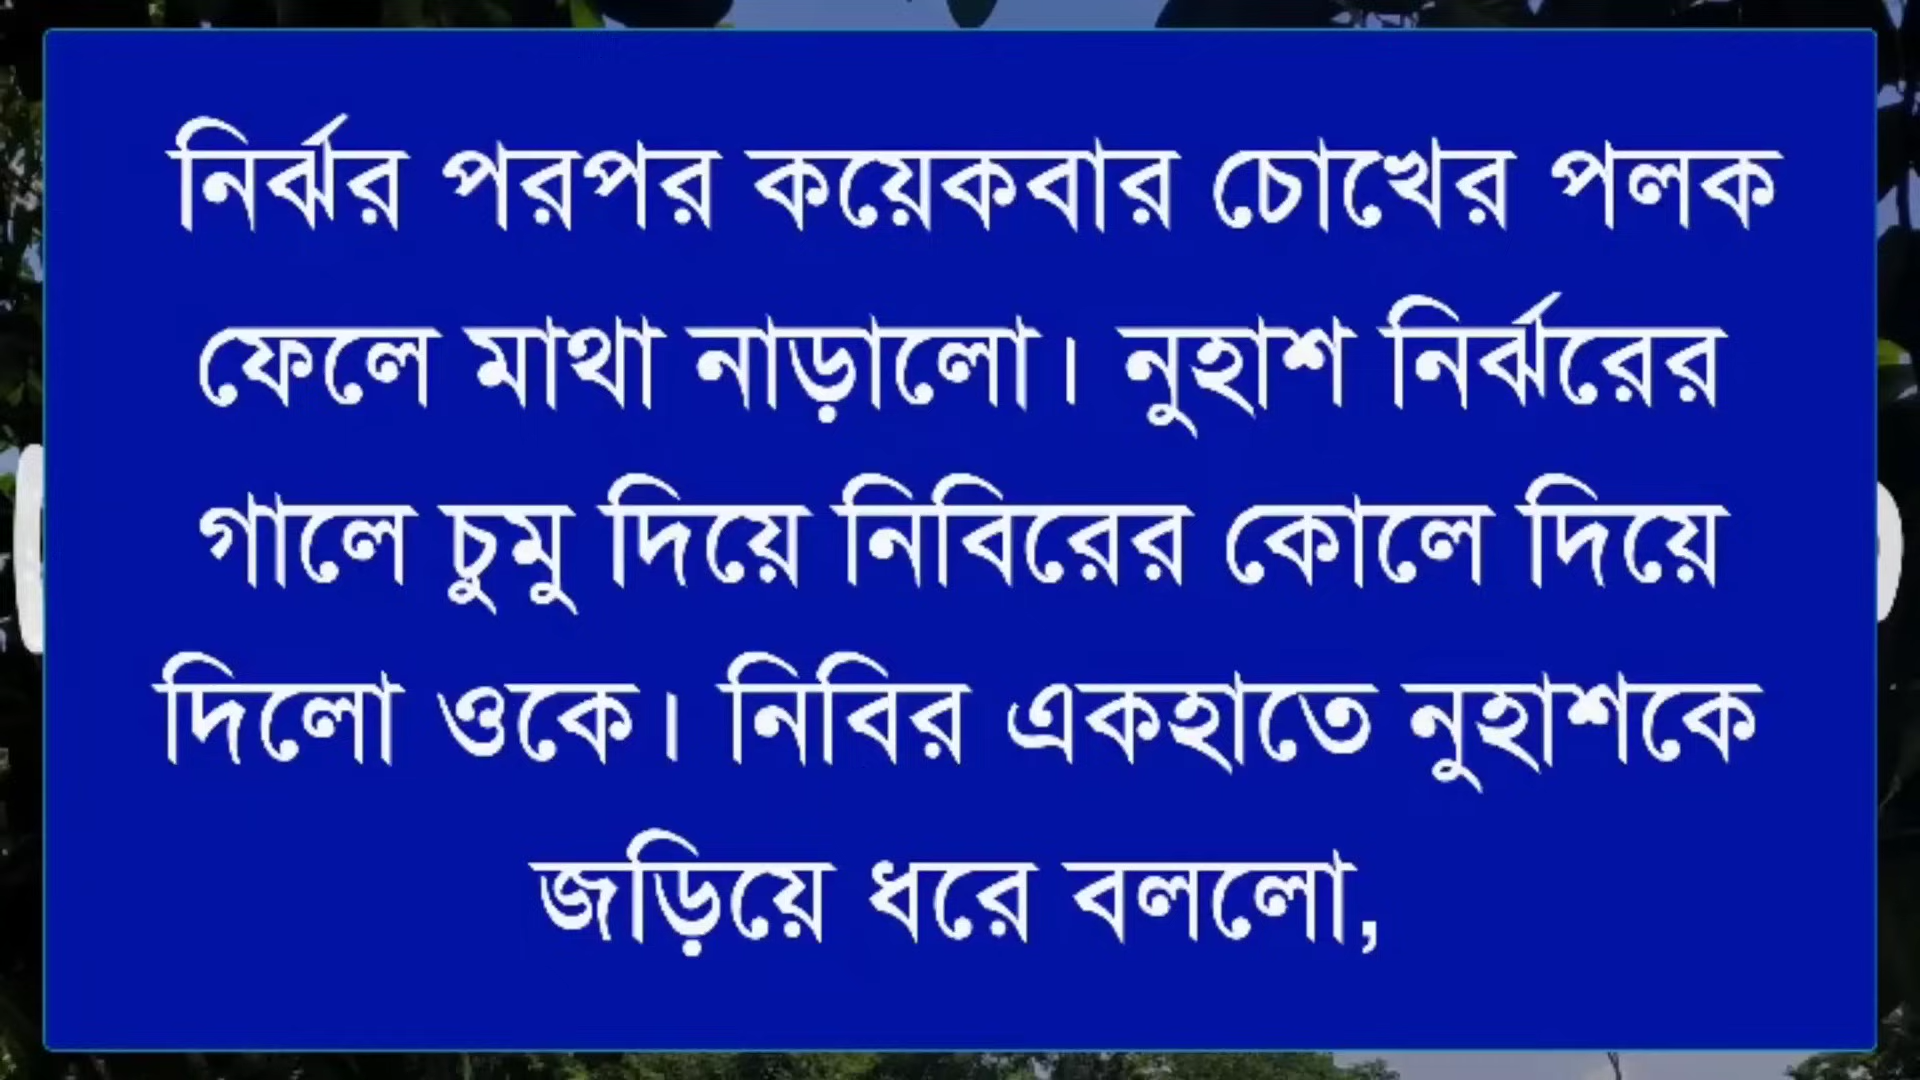 নির্ঝর পরপর কয়েকবার চোখের পলক
ফেলে মাথা নাড়ালো। নুহাশ নির্ঝরের
গালে চুমু দিয়ে নিবিরের কোলে দিয়ে
দিলো ওকে। নিবির একহাতে নুহাশকে
জড়িয়ে ধরে বললো,